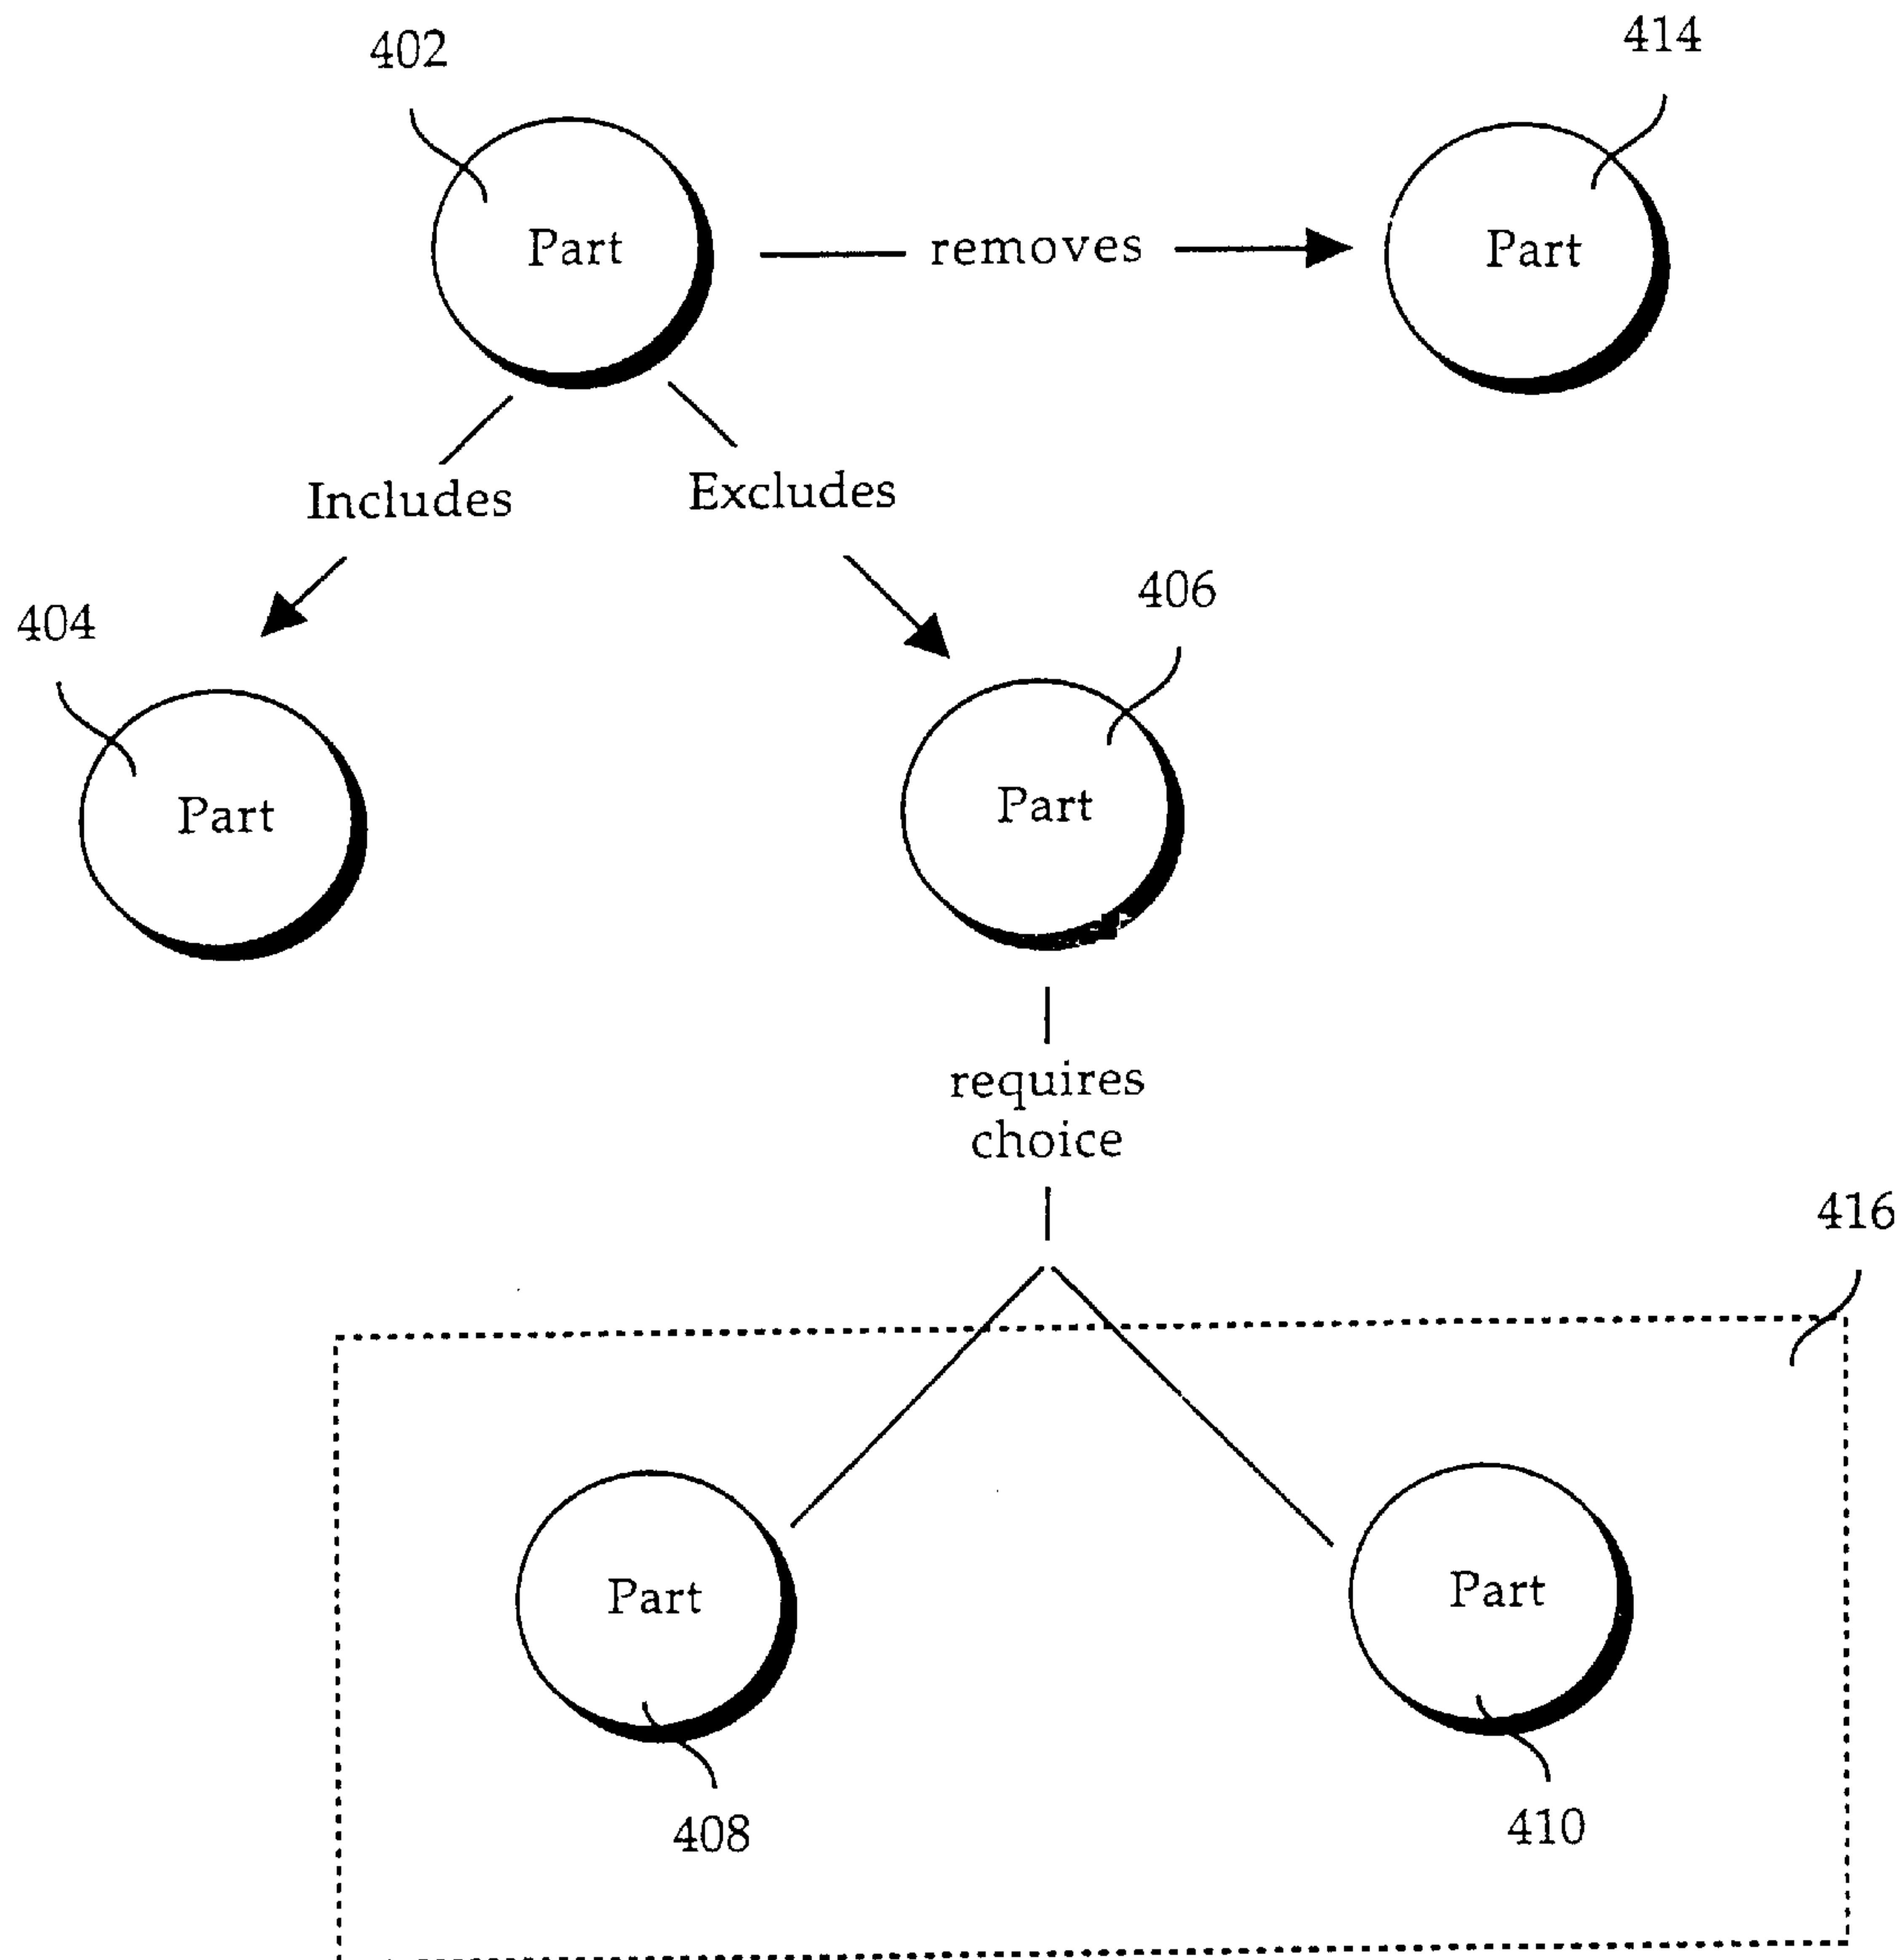 402
414
Part
removes
Part
Includes
Excludes
404
406
Part
Part
requires
choice
416
Part
Part
408
410